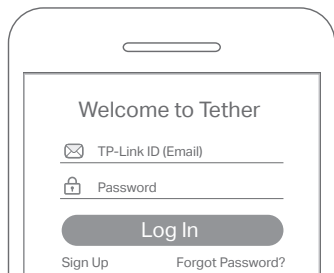 Welcome to Tether
TP-Link ID (Email)
Password
Log In
Sign Up Forgot Password?